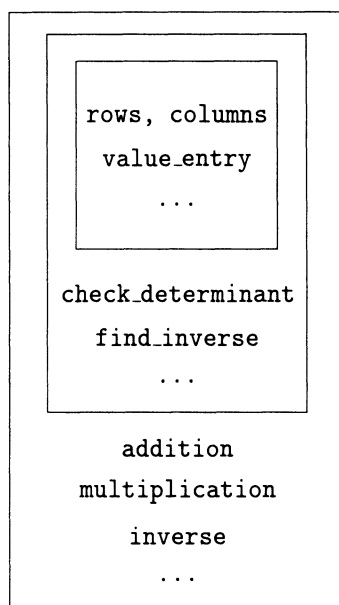 rows, columns
value_entry
...
check_determinant
find_inverse
...
addition
multiplication
inverse
...